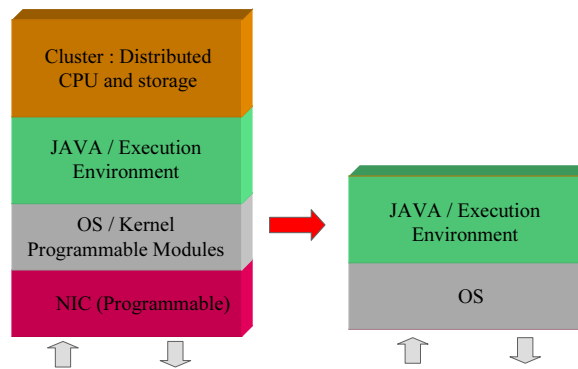 Cluster : Distributed
CPU and storage
JAVA / Execution
Environment
OS / Kernel
Programmable Modules
NIC (Programmable)
JAVA / Execution
Environment
OS